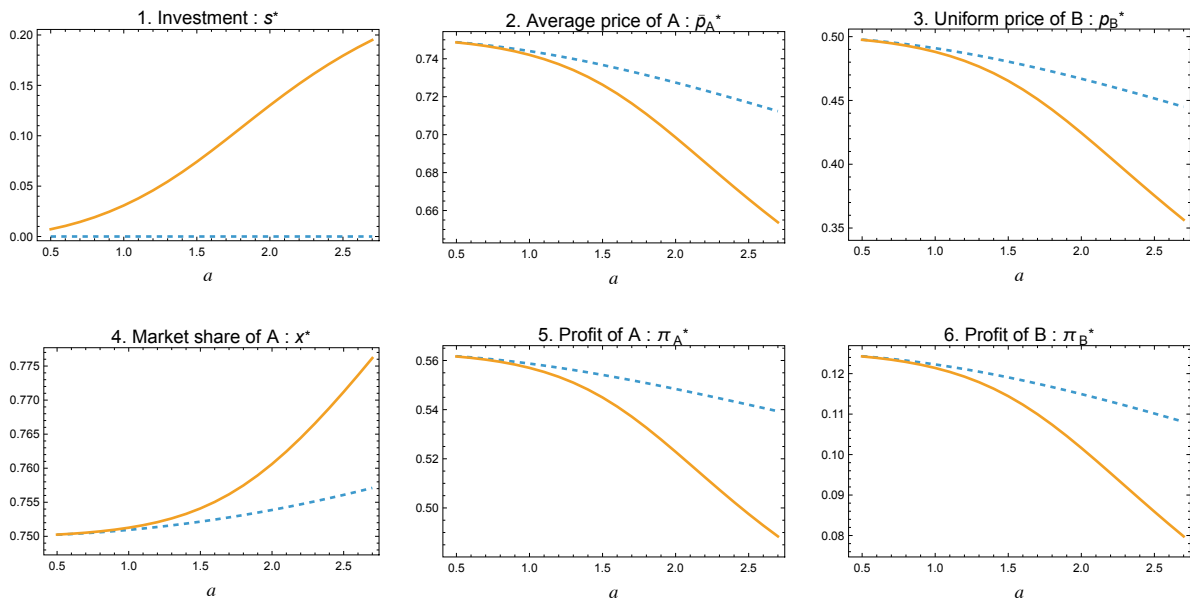 1. Investment : s*
0.20
0.15
0.10
0.05
0.00
0.5 1.0 1.5 2.0 2.5
a
2. Average price of A : p̄A*
0.74
0.72
0.70
0.68
0.66
0.5 1.0 1.5 2.0 2.5
a
3. Uniform price of B : pB*
0.50
0.45
0.40
0.35
0.5 1.0 1.5 2.0 2.5
a
4. Market share of A : x*
0.775
0.770
0.765
0.760
0.755
0.750
0.5 1.0 1.5 2.0 2.5
a
5. Profit of A : πA*
0.56
0.54
0.52
0.50
0.5 1.0 1.5 2.0 2.5
a
6. Profit of B : πB*
0.12
0.11
0.10
0.09
0.08
0.5 1.0 1.5 2.0 2.5
a